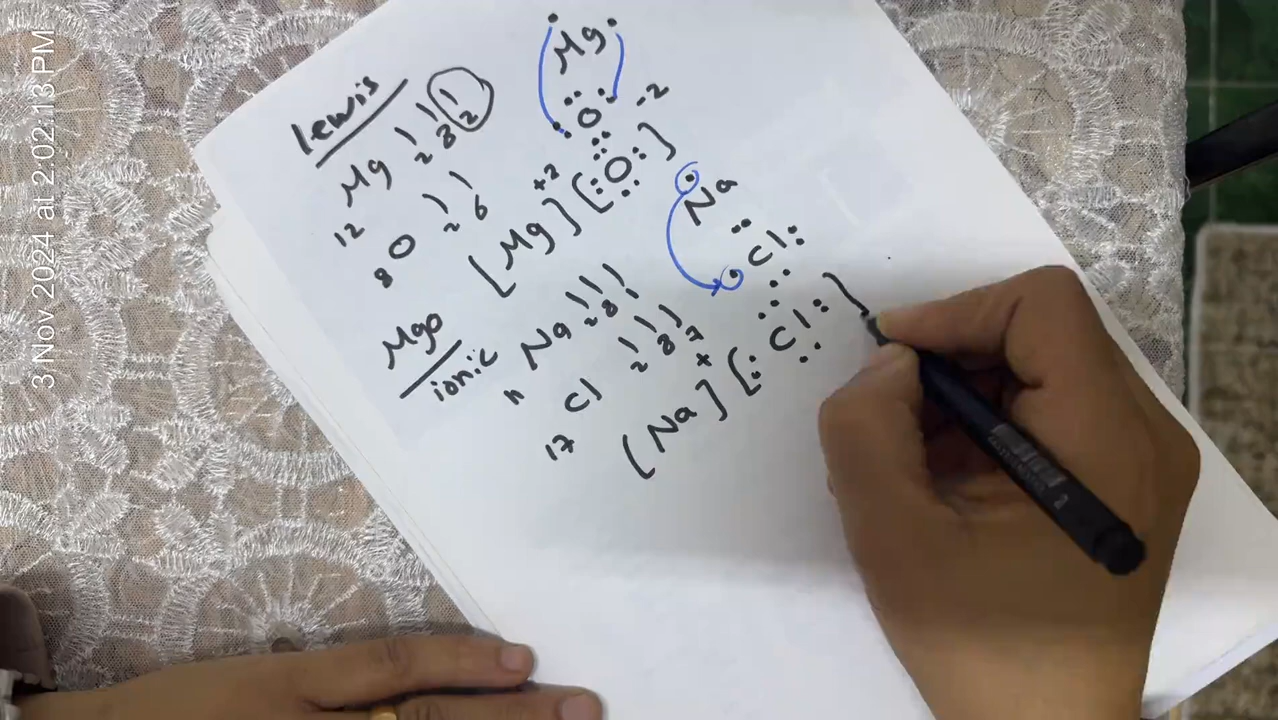 3 Nov 2024 at 2:02:13 PM
Lewis
12 Mg 2 8 2
8 O 2 6
Mg
O
[Mg]+2 [O]-2
Mgo
ionic
11 Na 2 8 1
17 Cl 2 8 7
Na
Cl
[Na]+ [Cl]